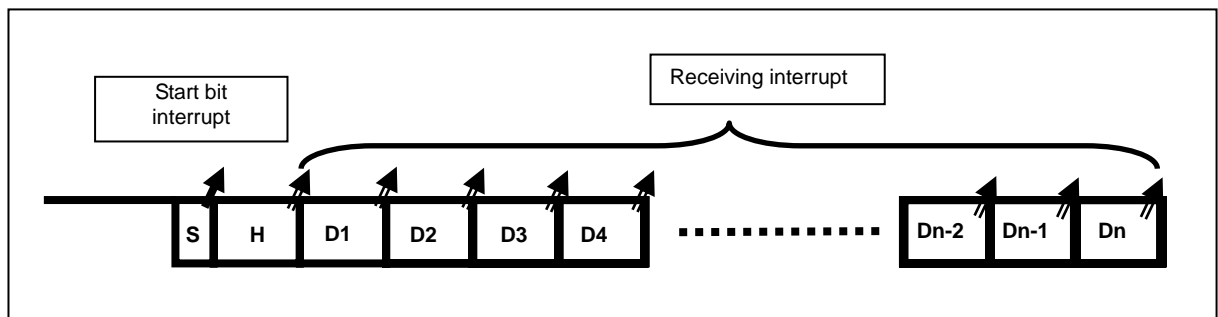 Receiving interrupt
Start bit
interrupt
S H D1 D2 D3 D4 Dn-2 Dn-1 Dn